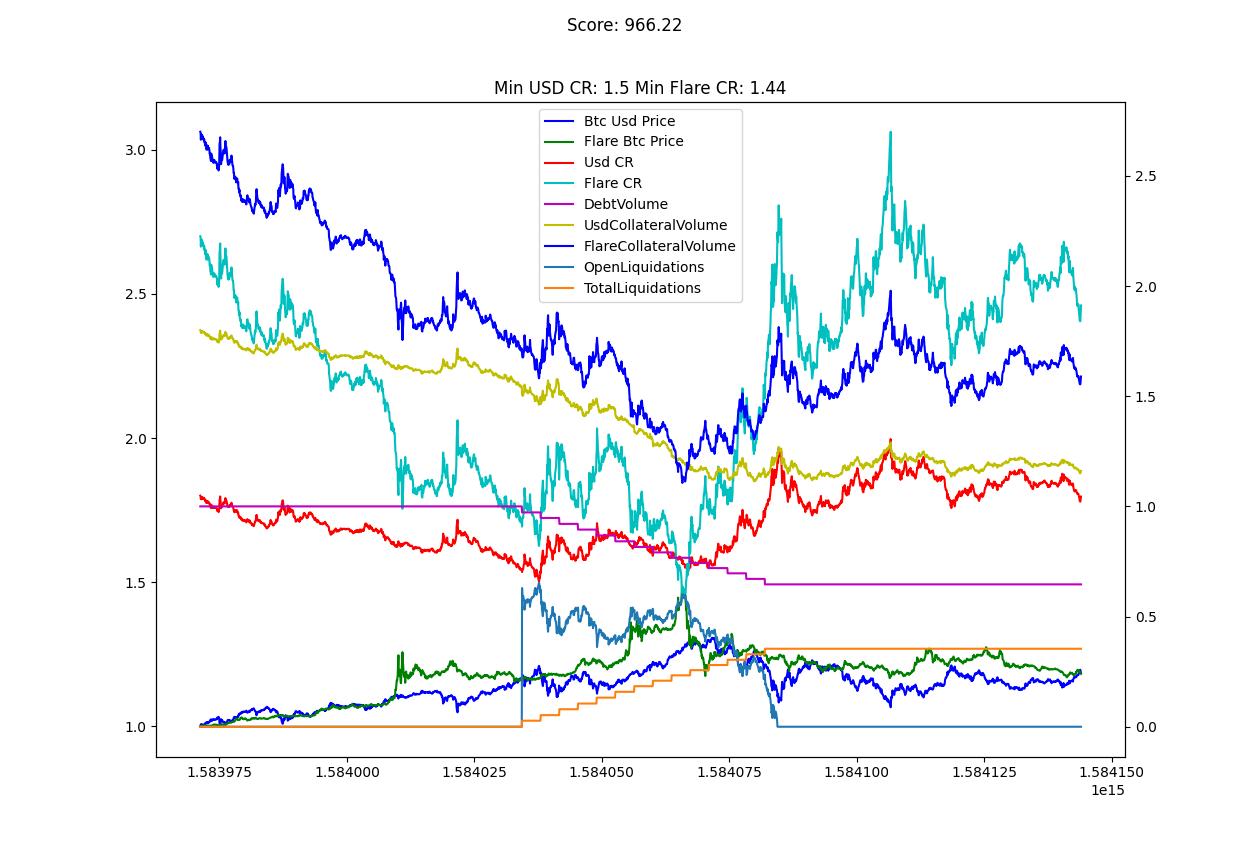 Score: 966.22
Min USD CR: 1.5 Min Flare CR: 1.44
Btc Usd Price
Flare Btc Price
Usd CR
Flare CR
DebtVolume
UsdCollateralVolume
FlareCollateralVolume
OpenLiquidations
TotalLiquidations
3.0
2.5
2.0
1.5
1.0
2.5
2.0
1.5
1.0
0.5
0.0
1.583975 1.584000 1.584025 1.584050 1.584075 1.584100 1.584125 1.584150
1e15